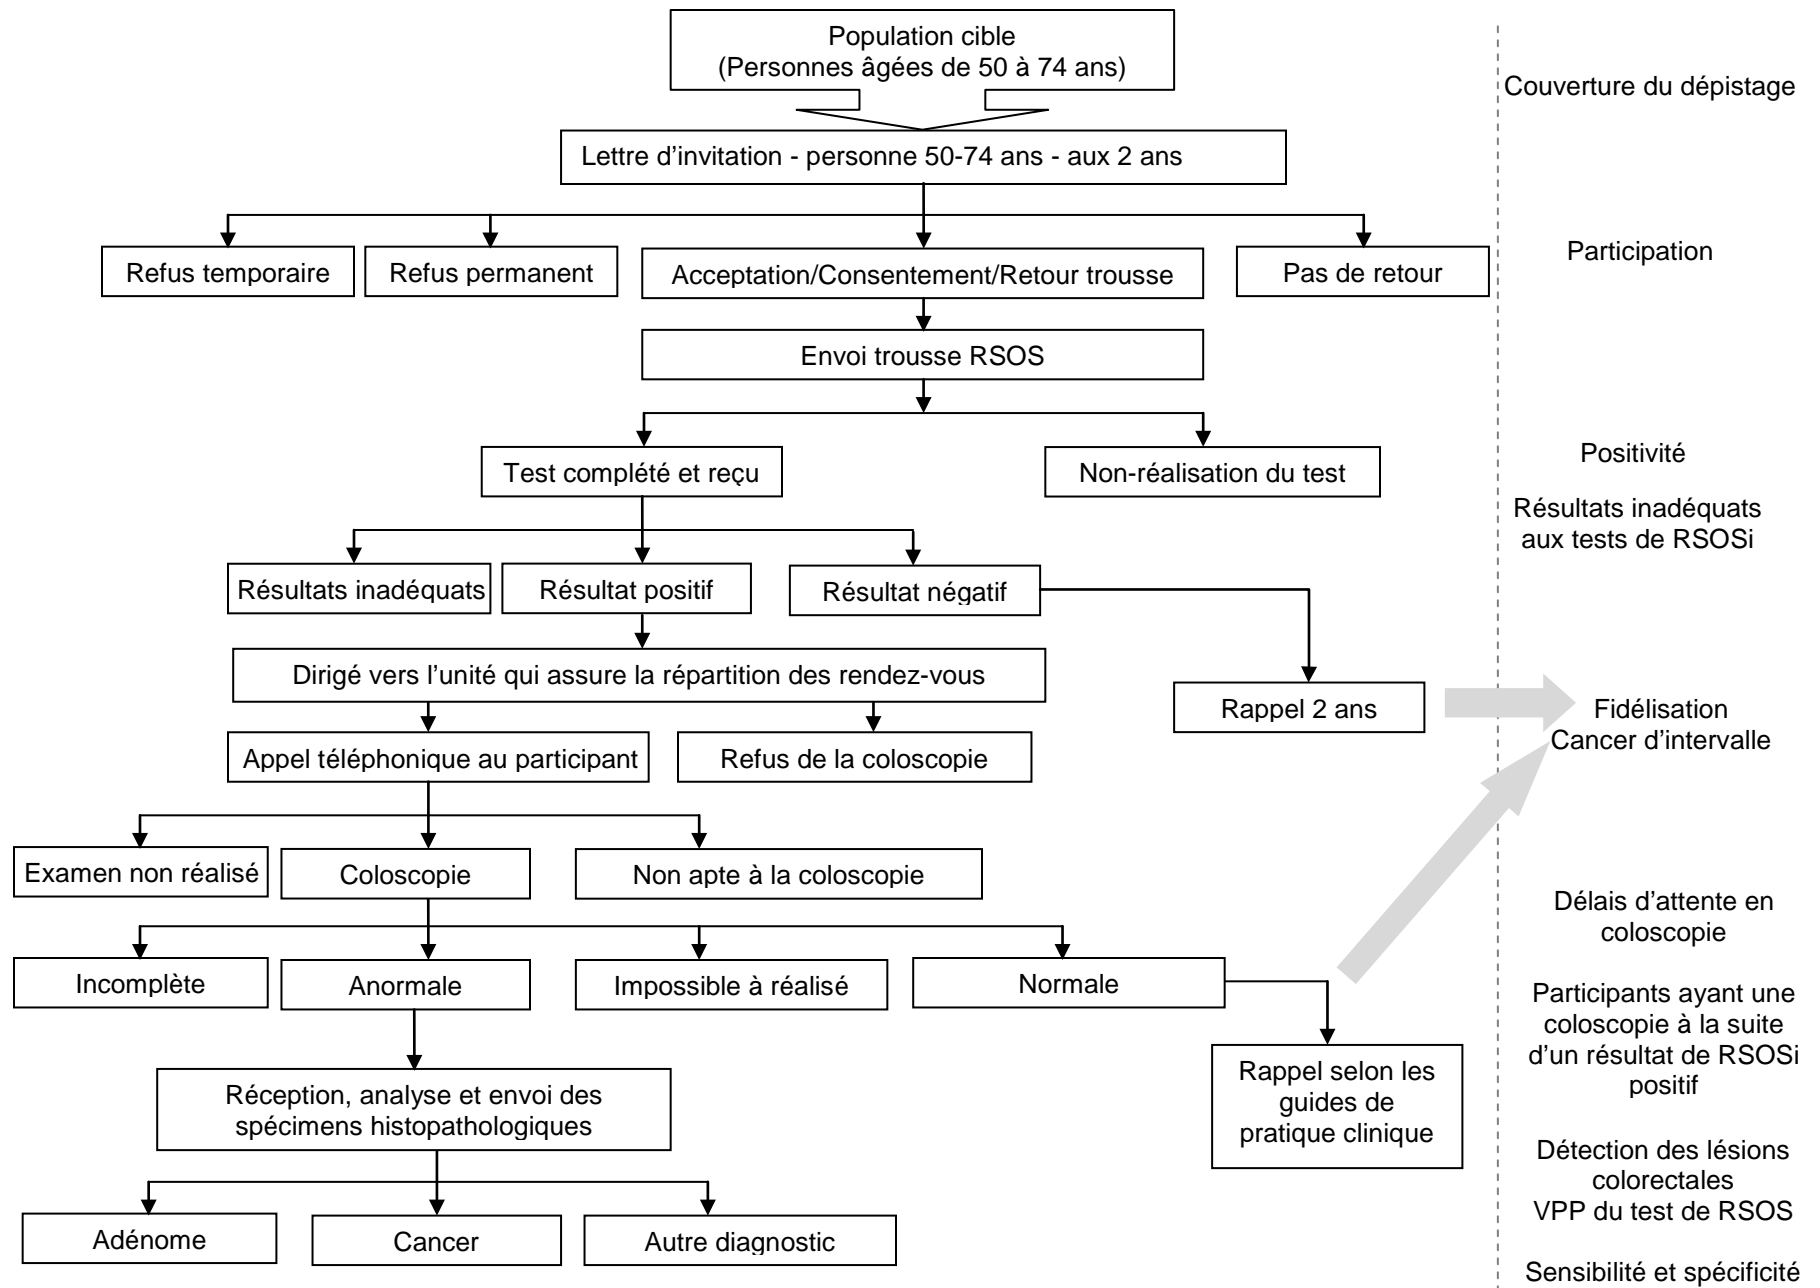 Population cible
(Personnes âgées de 50 à 74 ans)
Couverture du dépistage
Lettre d'invitation - personne 50-74 ans - aux 2 ans
Refus temporaire
Refus permanent
Acceptation/Consentement/Retour trousse
Pas de retour
Participation
Envoi trousse RSOS
Test complété et reçu
Non-réalisation du test
Positivité
Résultats inadéquats
aux tests de RSOSi
Résultats inadéquats
Résultat positif
Résultat négatif
Dirigé vers l'unité qui assure la répartition des rendez-vous
Rappel 2 ans
Fidélisation
Cancer d'intervalle
Appel téléphonique au participant
Refus de la coloscopie
Examen non réalisé
Coloscopie
Non apte à la coloscopie
Délais d'attente en
coloscopie
Incomplète
Anormale
Impossible à réalisé
Normale
Participants ayant une
coloscopie à la suite
d'un résultat de RSOSi
positif
Rappel selon les
guides de
pratique clinique
Réception, analyse et envoi des
spécimens histopathologiques
Détection des lésions
colorectales
VPP du test de RSOS
Adénome
Cancer
Autre diagnostic
Sensibilité et spécificité